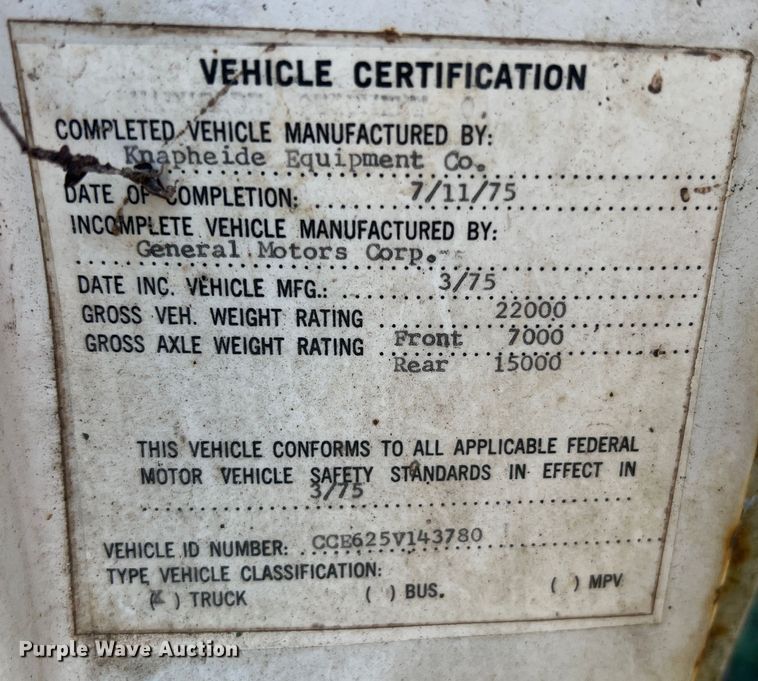 VEHICLE CERTIFICATION
COMPLETED VEHICLE MANUFACTURED BY:
Knapheide Equipment Co.
DATE OF COMPLETION: 7/11/75
INCOMPLETE VEHICLE MANUFACTURED BY:
General Motors Corp.
DATE INC. VEHICLE MFG.: 3/75
GROSS VEH. WEIGHT RATING 22000
GROSS AXLE WEIGHT RATING Front 7000
Rear 15000
THIS VEHICLE CONFORMS TO ALL APPLICABLE FEDERAL
MOTOR VEHICLE SAFETY STANDARDS IN EFFECT IN
3/75
VEHICLE ID NUMBER: CCE625V143780
TYPE VEHICLE CLASSIFICATION:
(X) TRUCK ( ) BUS. ( ) MPV
Purple Wave Auction